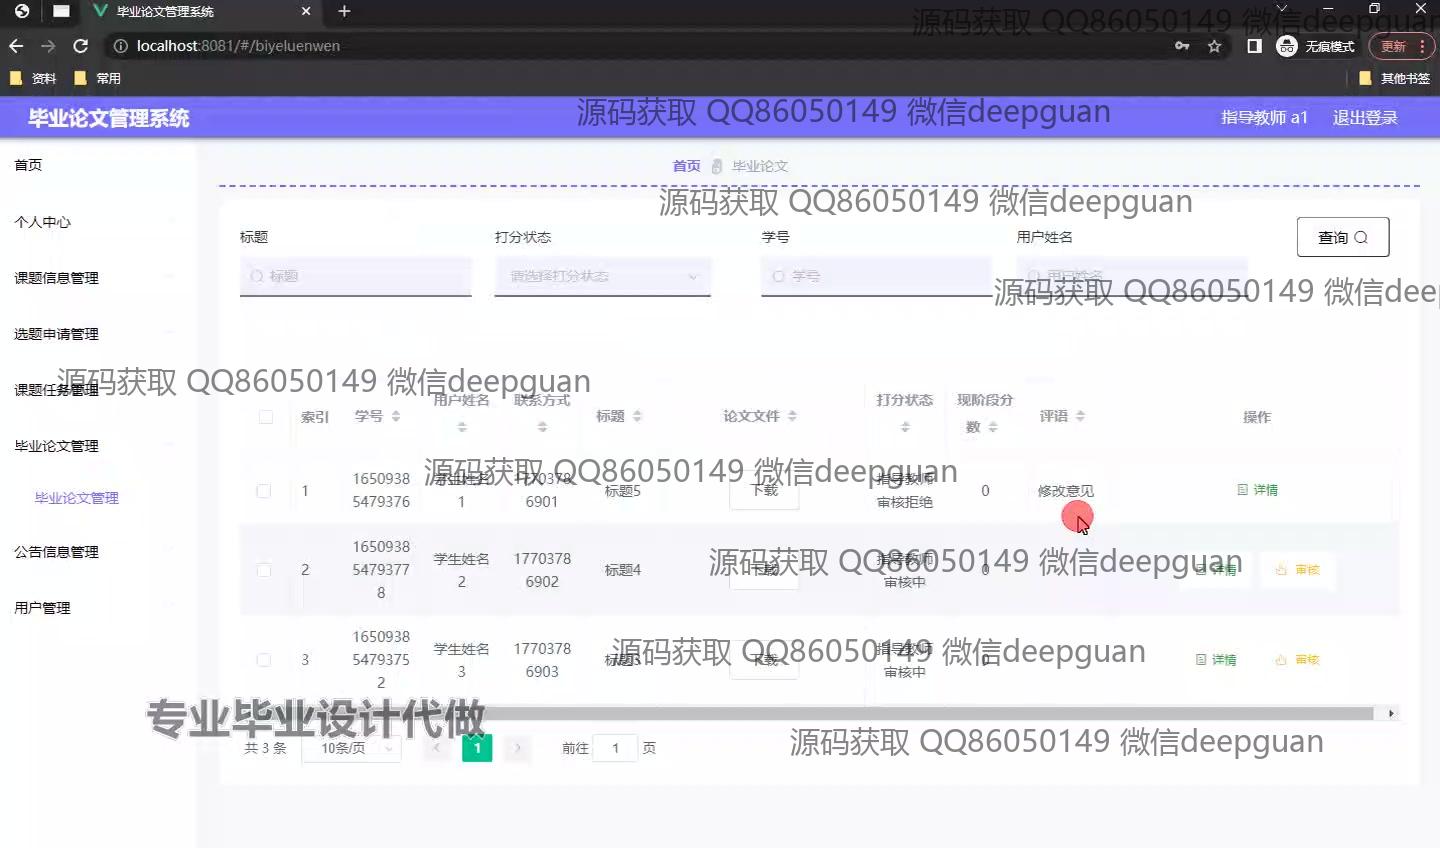 毕业论文管理系统
源码获取 QQ86050149 微信deepguan
localhost:8081/#/biyeluenwen
无痕模式
更新
资料
常用
其他书签
毕业论文管理系统
源码获取 QQ86050149 微信deepguan
指导教师 a1
退出登录
首页
首页
毕业论文
个人中心
源码获取 QQ86050149 微信deepguan
标题
打分状态
学号
用户姓名
查询
标题
请选择打分状态
学号
用户姓名
课题信息管理
源码获取 QQ86050149 微信deep
选题申请管理
课题任务管理
源码获取 QQ86050149 微信deepguan
毕业论文管理
毕业论文管理
公告信息管理
用户管理
索引
学号
用户姓名
联系方式
标题
论文文件
打分状态
现阶段分数
评语
操作
源码获取 QQ86050149 微信deepguan
1
1650938
5479376
学生姓名
1
1770378
6901
标题5
下载
指导教师
审核拒绝
0
修改意见
详情
源码获取 QQ86050149 微信deepguan
2
1650938
5479377
8
学生姓名
2
1770378
6902
标题4
下载
指导教师
审核中
0
详情
审核
源码获取 QQ86050149 微信deepguan
3
1650938
5479375
2
学生姓名
3
1770378
6903
标题3
下载
指导教师
审核中
0
详情
审核
专业毕业设计代做
源码获取 QQ86050149 微信deepguan
共 3 条
10条/页
1
前往
1
页